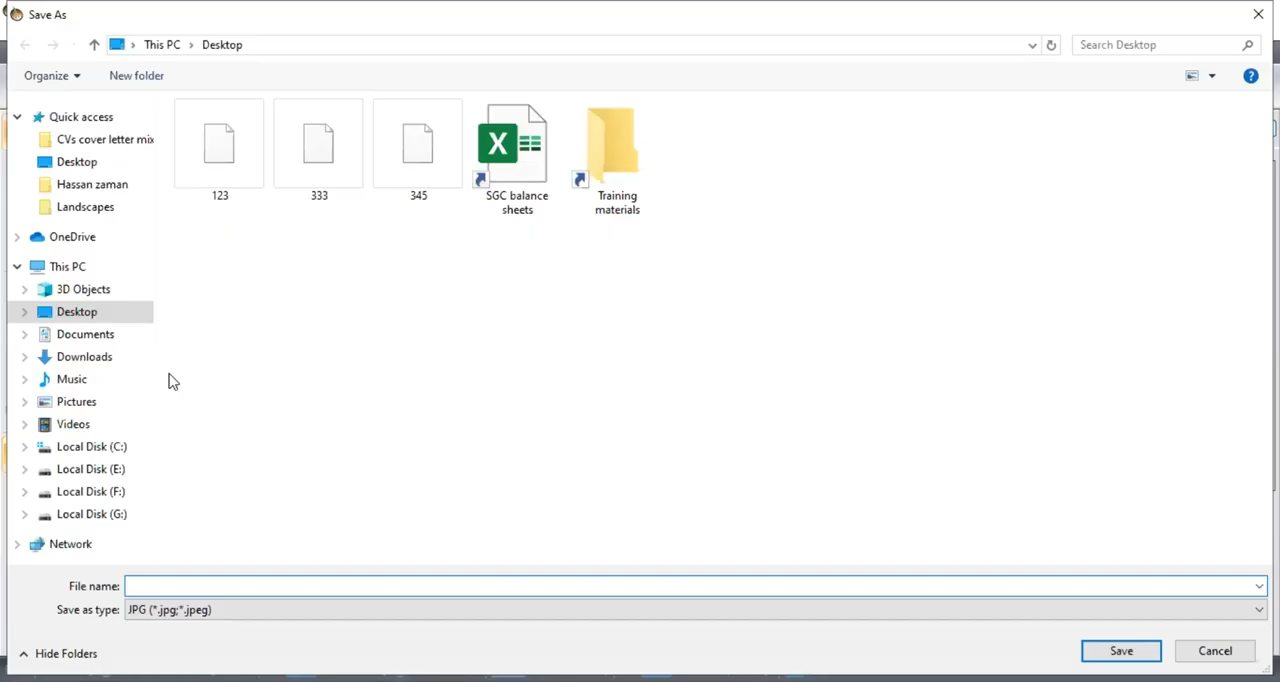 Save As
This PC > Desktop
Search Desktop
Organize
New folder
Quick access
CVs cover letter mix
Desktop
Hassan zaman
Landscapes
OneDrive
This PC
3D Objects
Desktop
Documents
Downloads
Music
Pictures
Videos
Local Disk (C:)
Local Disk (E:)
Local Disk (F:)
Local Disk (G:)
Network
123
333
345
SGC balance
sheets
Training
materials
File name:
Save as type: JPG (*.jpg;*.jpeg)
Hide Folders
Save
Cancel